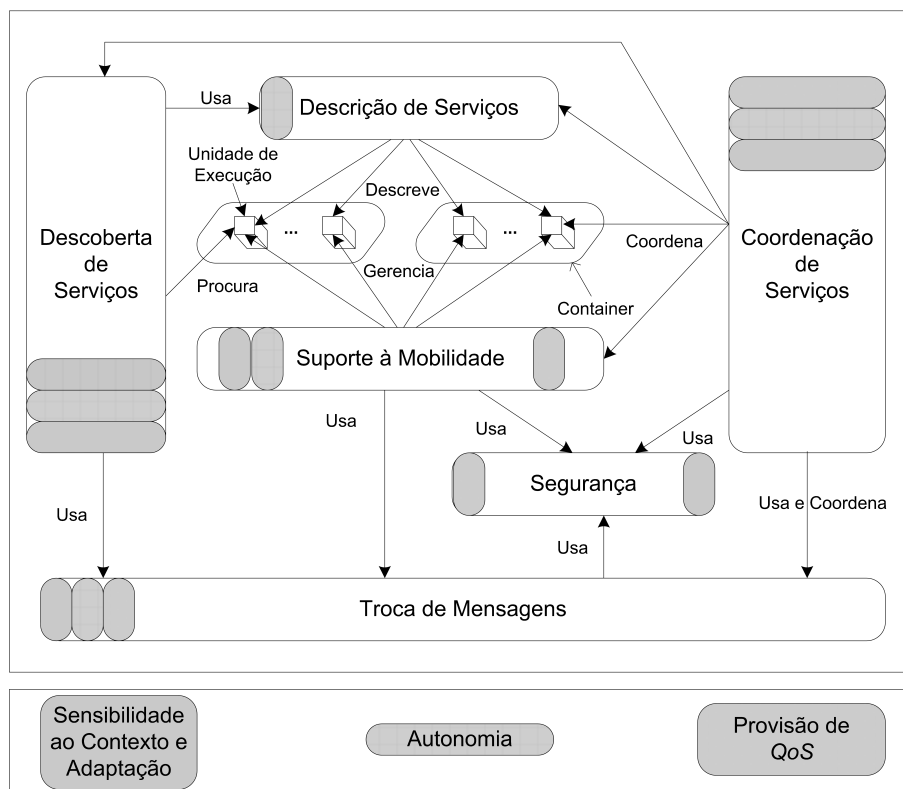 Usa
Descrição de Serviços
Unidade de
Execução
Descreve
...
...
Descoberta
de
Serviços
Coordena
Coordenação
de
Serviços
Procura
Gerencia
Container
Suporte à Mobilidade
Usa
Usa
Usa
Segurança
Usa
Usa e Coordena
Usa
Troca de Mensagens
Sensibilidade
ao Contexto e
Adaptação
Autonomia
Provisão de
QoS